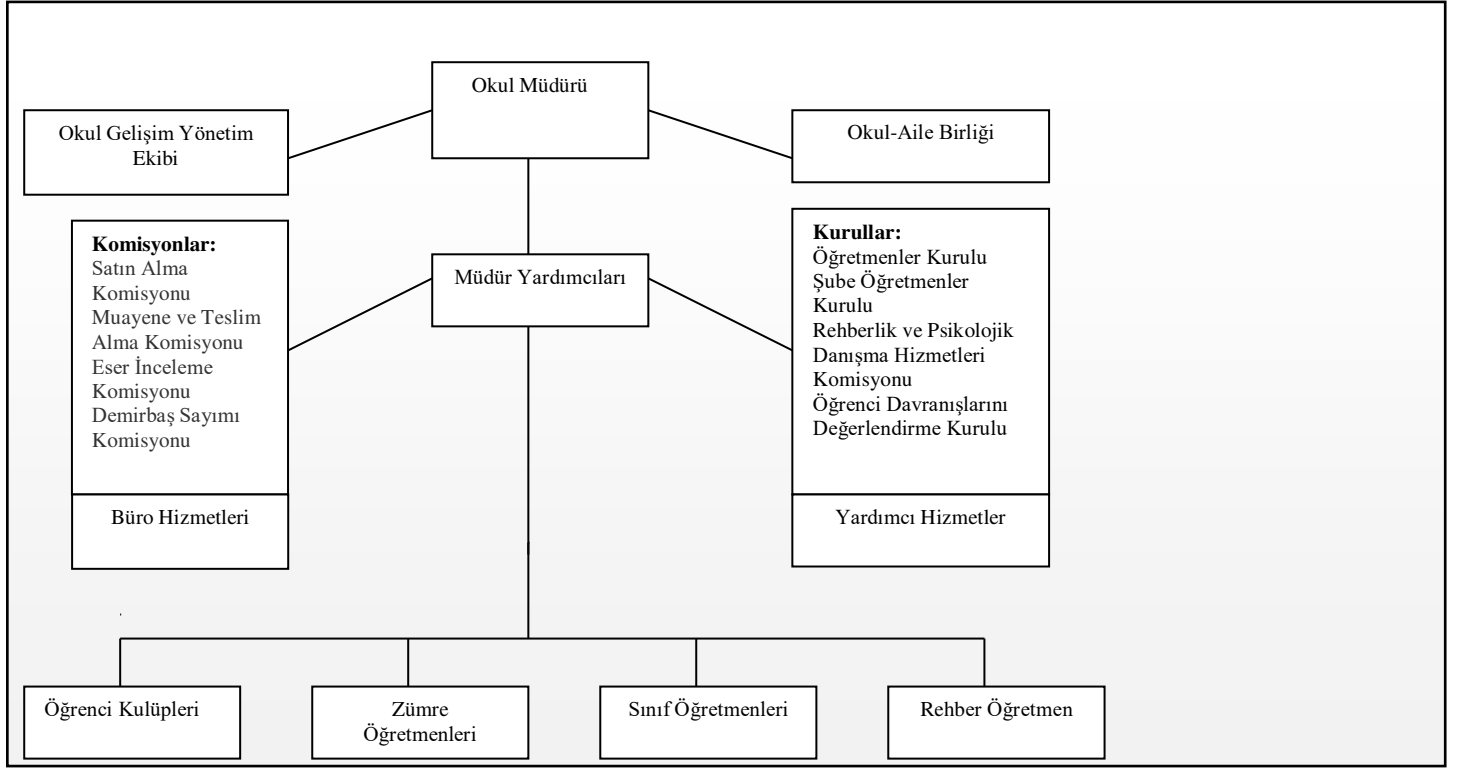 Okul Müdürü
Okul Gelişim Yönetim
Ekibi
Okul-Aile Birliği
Komisyonlar:
Satın Alma
Komisyonu
Muayene ve Teslim
Alma Komisyonu
Eser İnceleme
Komisyonu
Demirbaş Sayımı
Komisyonu
Müdür Yardımcıları
Kurullar:
Öğretmenler Kurulu
Şube Öğretmenler
Kurulu
Rehberlik ve Psikolojik
Danışma Hizmetleri
Komisyonu
Öğrenci Davranışlarını
Değerlendirme Kurulu
Büro Hizmetleri
Yardımcı Hizmetler
Öğrenci Kulüpleri
Zümre
Öğretmenleri
Sınıf Öğretmenleri
Rehber Öğretmen